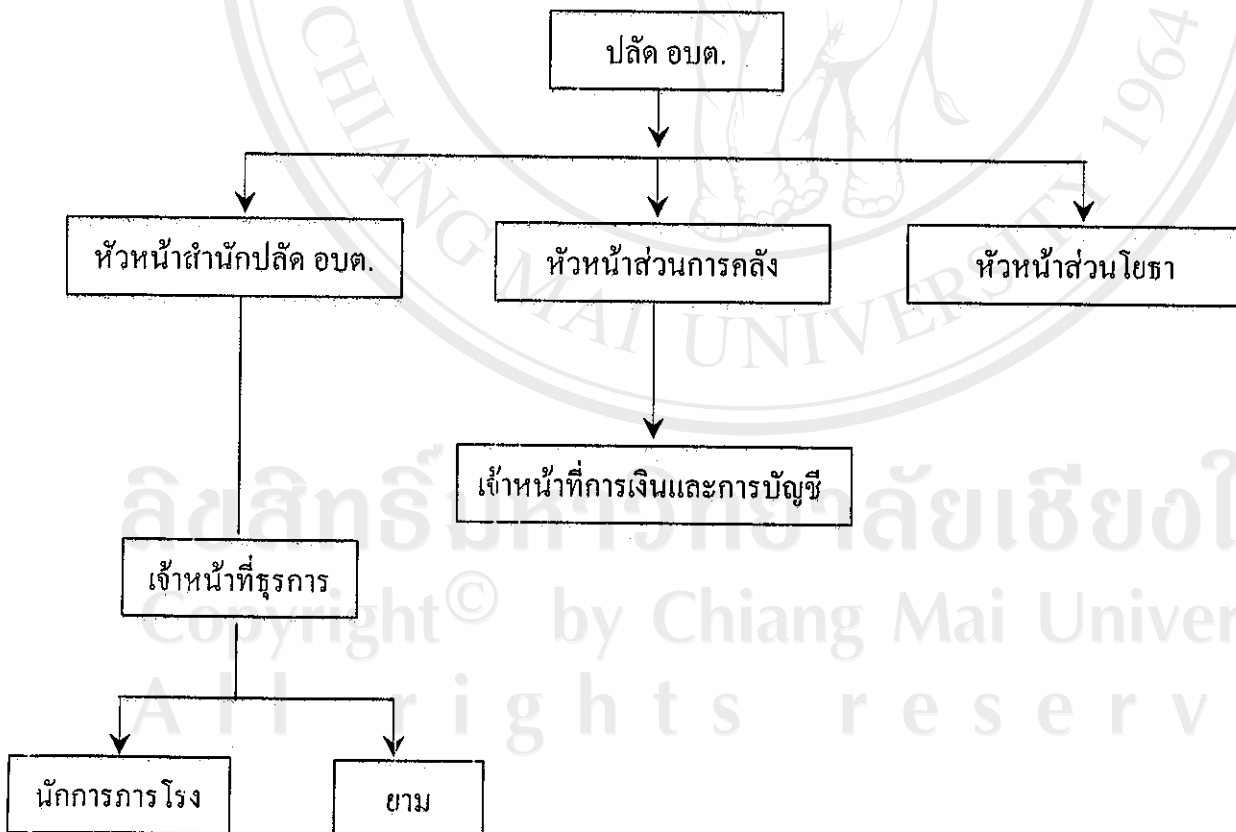 ปลัด อบต.
หัวหน้าสำนักปลัด อบต.
หัวหน้าส่วนการคลัง
หัวหน้าส่วนโยธา
เจ้าหน้าที่การเงินและการบัญชี
เจ้าหน้าที่ธุรการ
นักการภารโรง
ยาม
CHIANG MAI UNIVERSITY 1964
ลิขสิทธิ์มหาวิทยาลัยเชียงใ
Copyright© by Chiang Mai Univer
All rights reserv